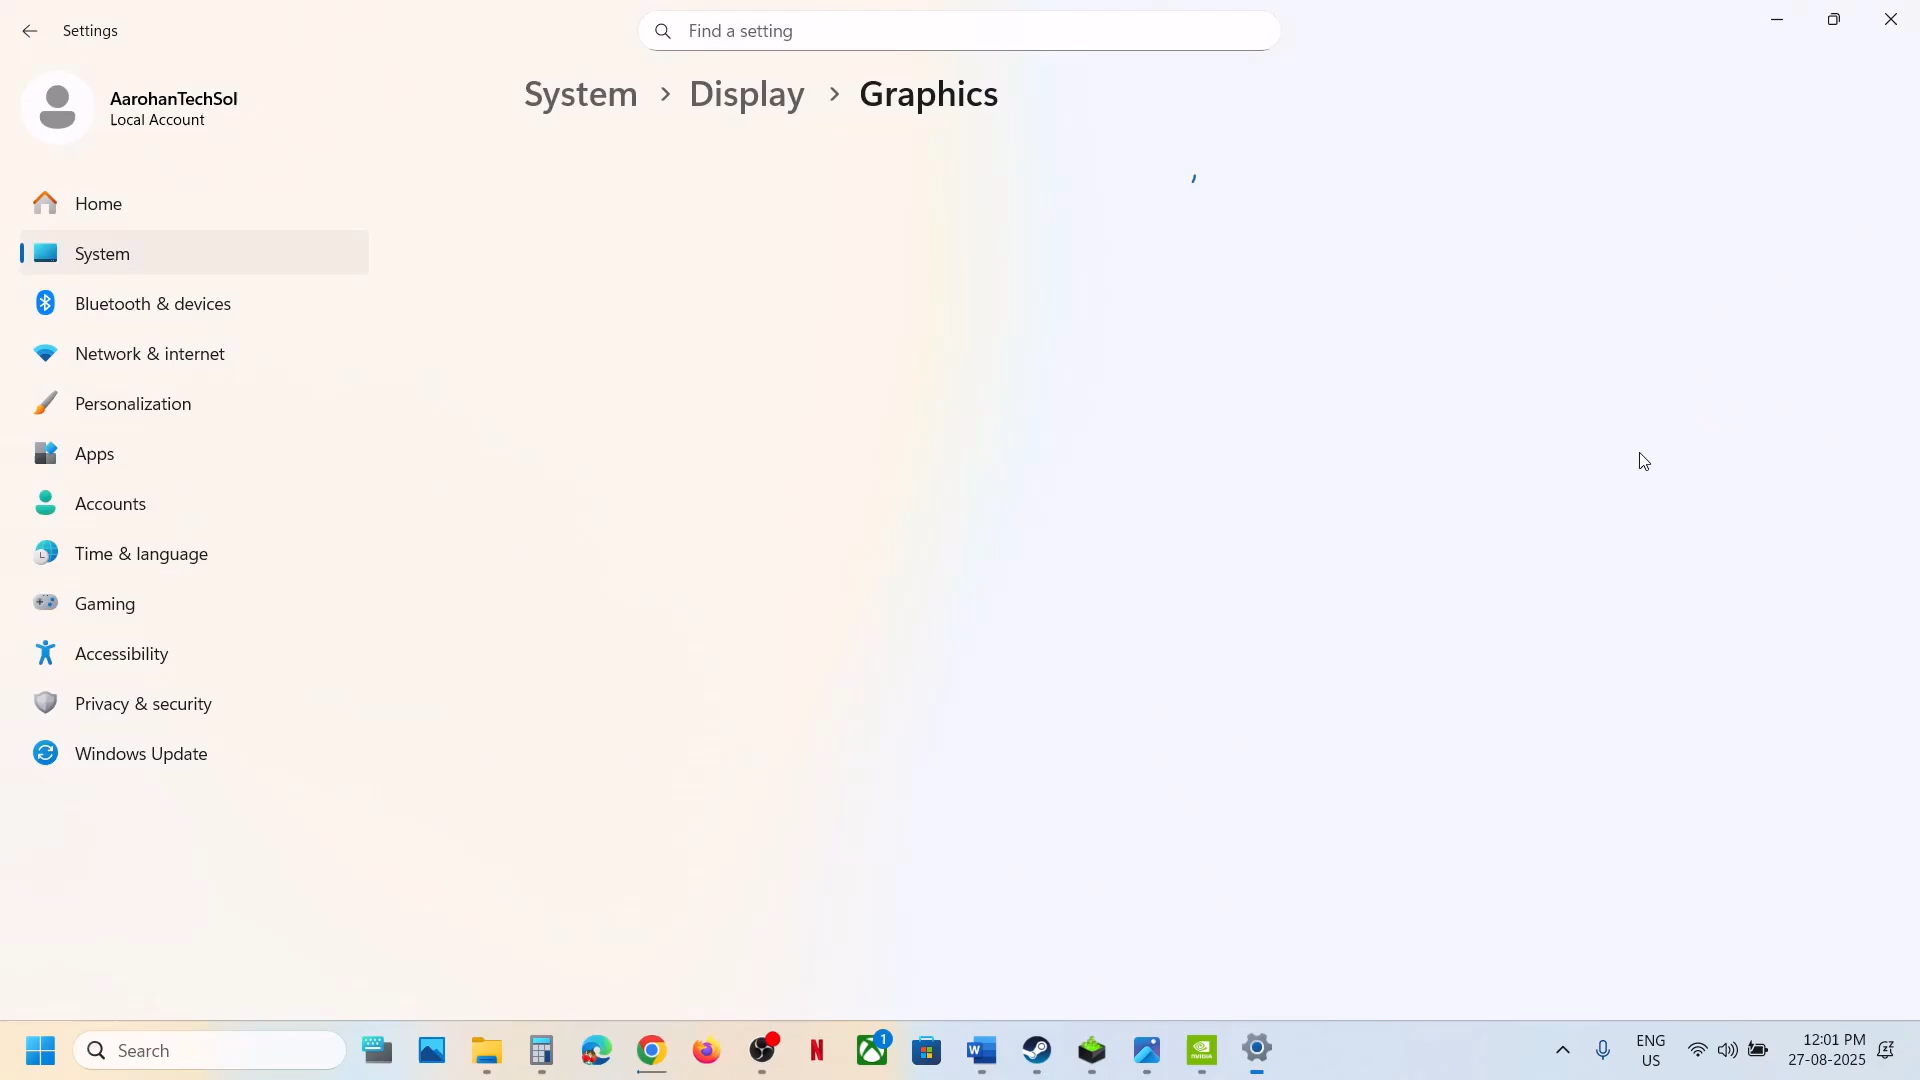 Settings
Find a setting
AarohanTechSol
Local Account
System > Display > Graphics
Home
System
Bluetooth & devices
Network & internet
Personalization
Apps
Accounts
Time & language
Gaming
Accessibility
Privacy & security
Windows Update
Search
1
ENG
US
12:01 PM
27-08-2025